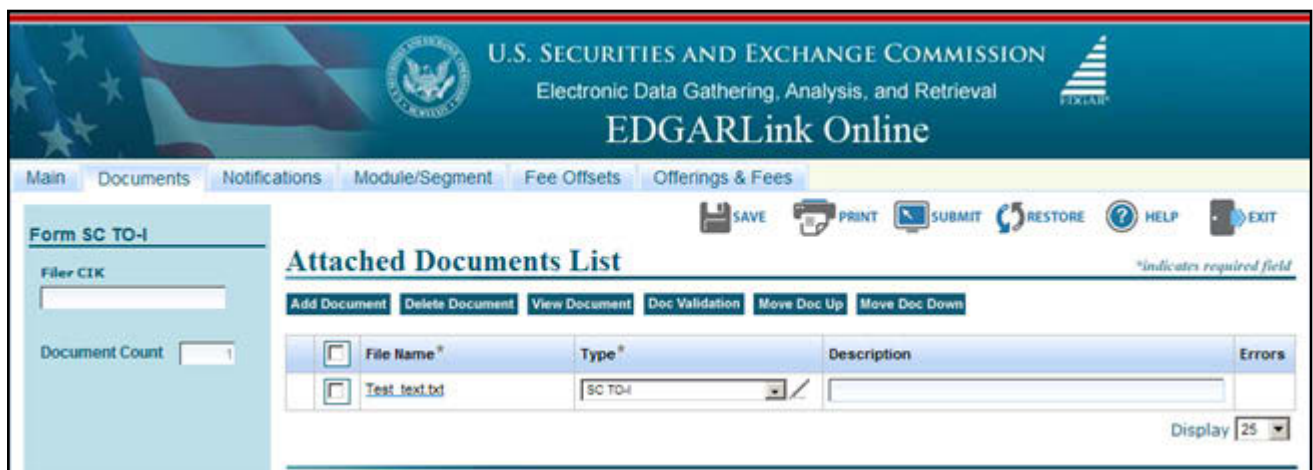 U.S. SECURITIES AND EXCHANGE COMMISSION
Electronic Data Gathering, Analysis, and Retrieval
EDGAR®
EDGARLink Online
Main Documents Notifications Module/Segment Fee Offsets Offerings & Fees
SAVE PRINT SUBMIT RESTORE HELP EXIT
Form SC TO-I
Attached Documents List
*indicates required field
Filer CIK
Add Document Delete Document View Document Doc Validation Move Doc Up Move Doc Down
Document Count 1
File Name* Type* Description Errors
Test_text.txt SC TO-I
Display 25